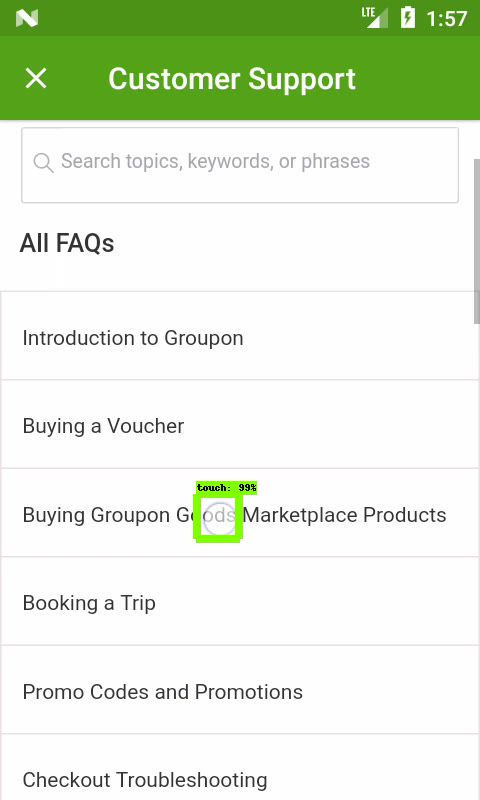 LTE 1:57
Customer Support
Search topics, keywords, or phrases
All FAQs
Introduction to Groupon
Buying a Voucher
touch: 99%
Buying Groupon Goods Marketplace Products
Booking a Trip
Promo Codes and Promotions
Checkout Troubleshooting